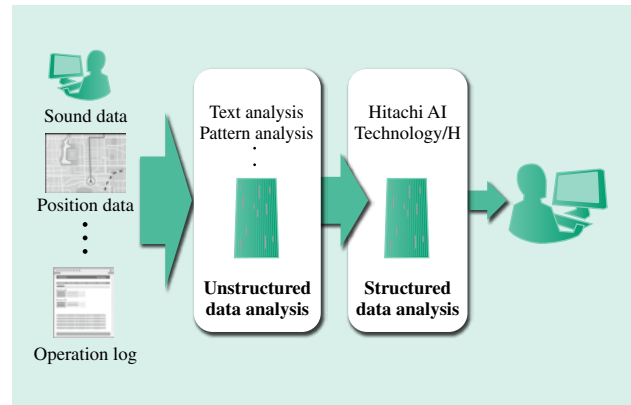 Sound data
Position data
Operation log
Text analysis
Pattern analysis
Unstructured
data analysis
Hitachi AI
Technology/H
Structured
data analysis